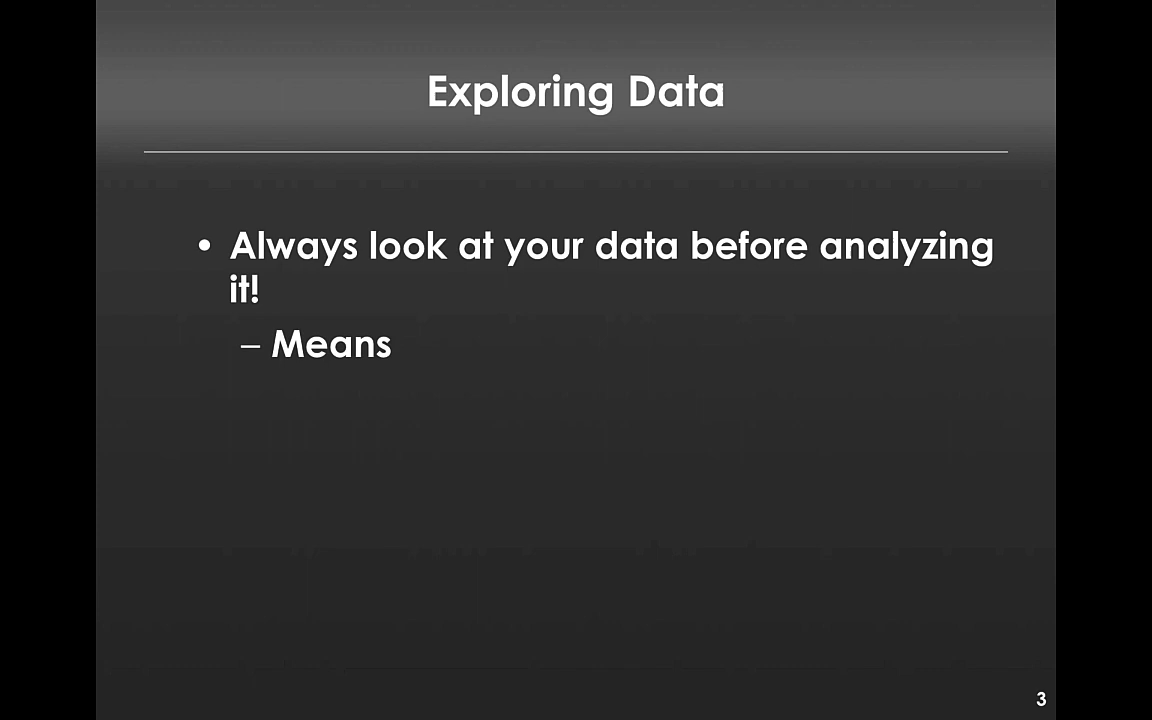 Exploring Data
• Always look at your data before analyzing
it!
– Means
3